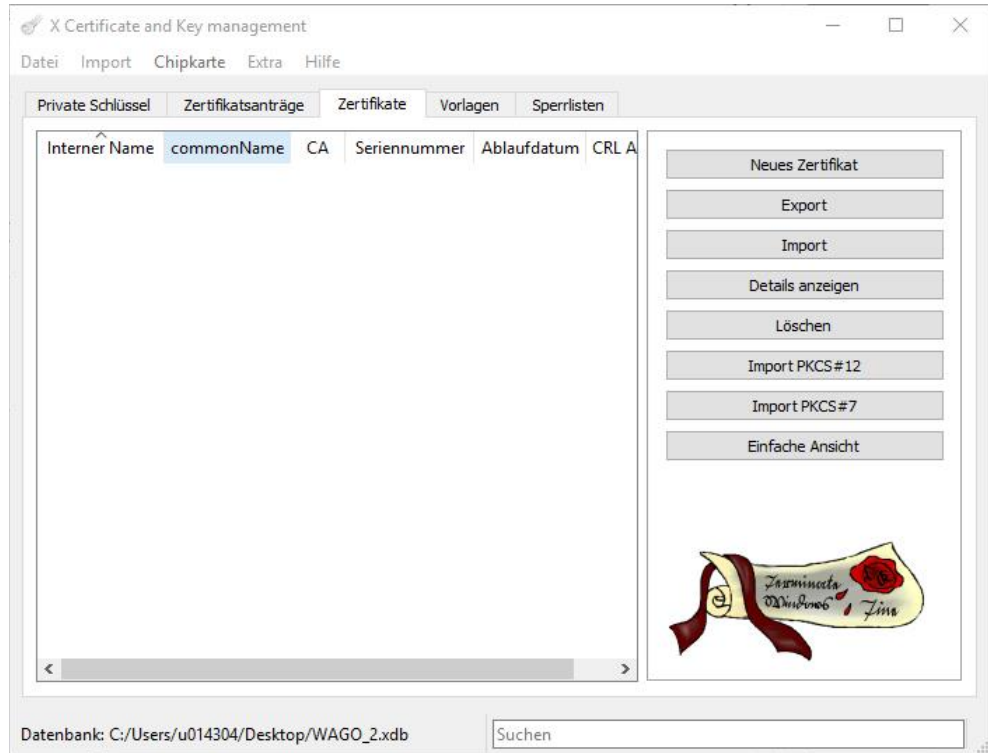 X Certificate and Key management
Datei Import Chipkarte Extra Hilfe
Private Schlüssel Zertifikatsanträge Zertifikate Vorlagen Sperrlisten
Interner Name commonName CA Seriennummer Ablaufdatum CRL A
Neues Zertifikat
Export
Import
Details anzeigen
Löschen
Import PKCS#12
Import PKCS#7
Einfache Ansicht
Windows
Datenbank: C:/Users/u014304/Desktop/WAGO_2.xdb
Suchen